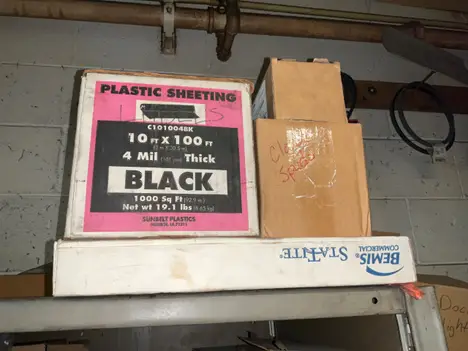 PLASTIC SHEETING
C101004BK
10 FT X 100 FT
4 Mil Thick
BLACK
1000 Sq Ft
Net wt 19.1 lbs
SUNBELT PLASTICS
BEMIS®
COMMERCIAL
STA-TITE®